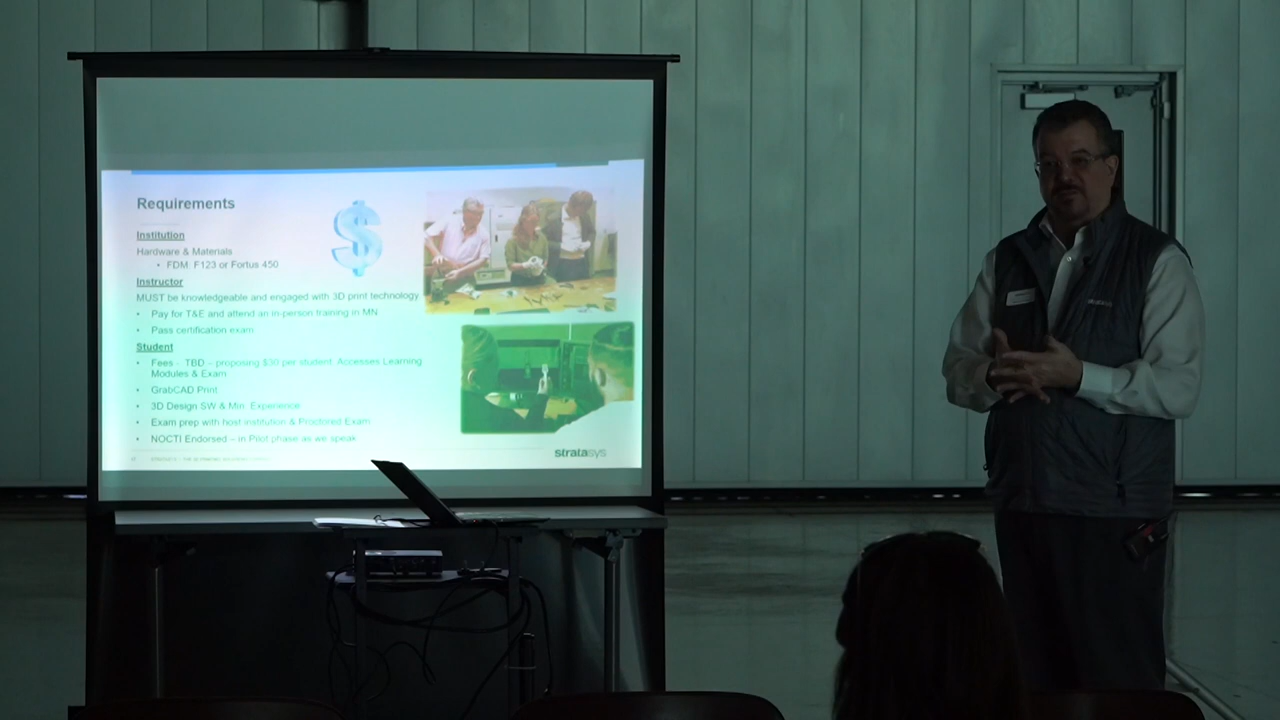 Requirements
Institution
Hardware & Materials
• FDM: F123 or Fortus 450
Instructor
MUST be knowledgeable and engaged with 3D print technology
• Pay for T&E and attend an in-person training in MN
• Pass certification exam
Student
• Fees - TBD – proposing $30 per student. Accesses Learning
Modules & Exam
• GrabCAD Print
• 3D Design SW & Min. Experience
• Exam prep with host institution & Proctored Exam
• NOCTI Endorsed – in Pilot phase as we speak
stratasys